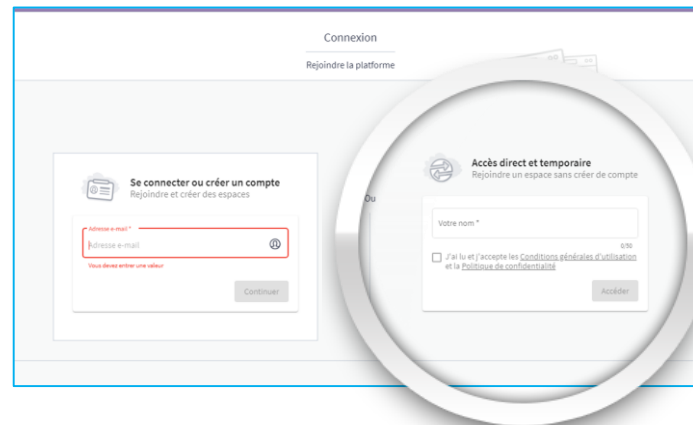 Connexion
Rejoindre la platforme
Se connecter ou créer un compte
Rejoindre et créer des espaces
Adresse e-mail *
Adresse e-mail
Vous devez entrer une valeur
Continuer
Ou
Accès direct et temporaire
Rejoindre un espace sans créer de compte
Votre nom *
0/50
J'ai lu et j'accepte les Conditions générales d'utilisation
et la Politique de confidentialité
Accéder